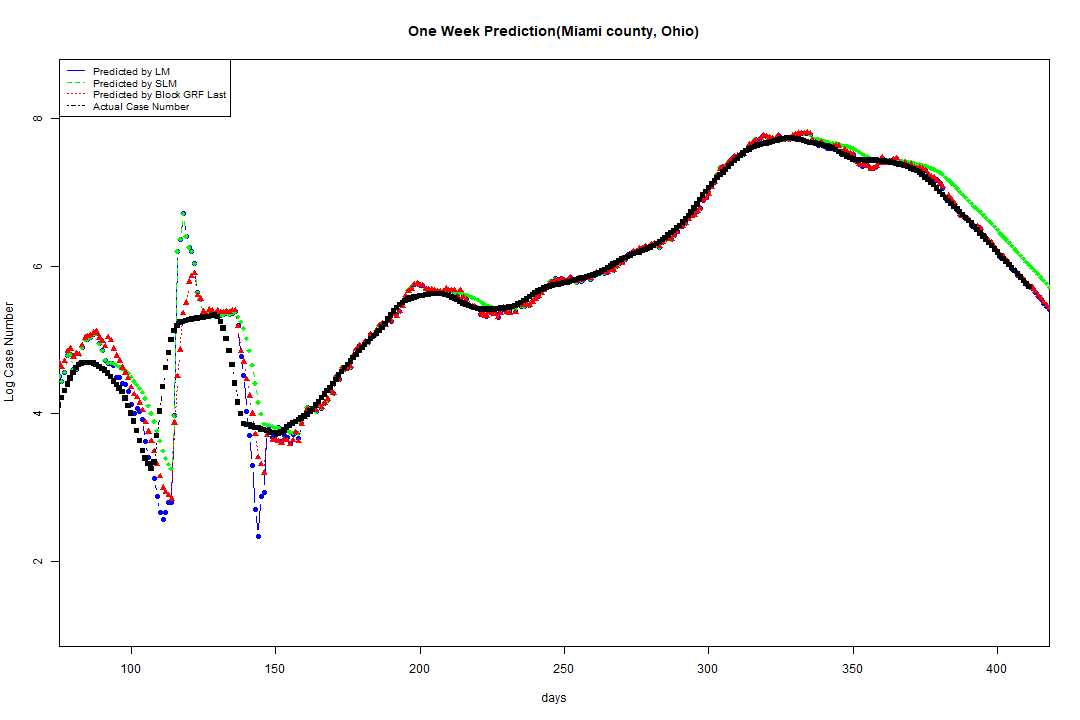 One Week Prediction(Miami county, Ohio)
Predicted by LM
Predicted by SLM
Predicted by Block GRF Last
Actual Case Number
8
6
4
2
Log Case Number
100 150 200 250 300 350 400
days